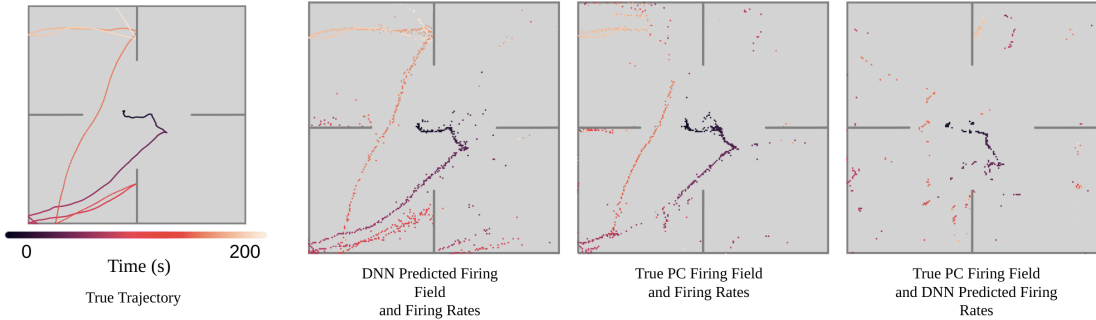 0
200
Time (s)
True Trajectory
DNN Predicted Firing
Field
and Firing Rates
True PC Firing Field
and Firing Rates
True PC Firing Field
and DNN Predicted Firing
Rates